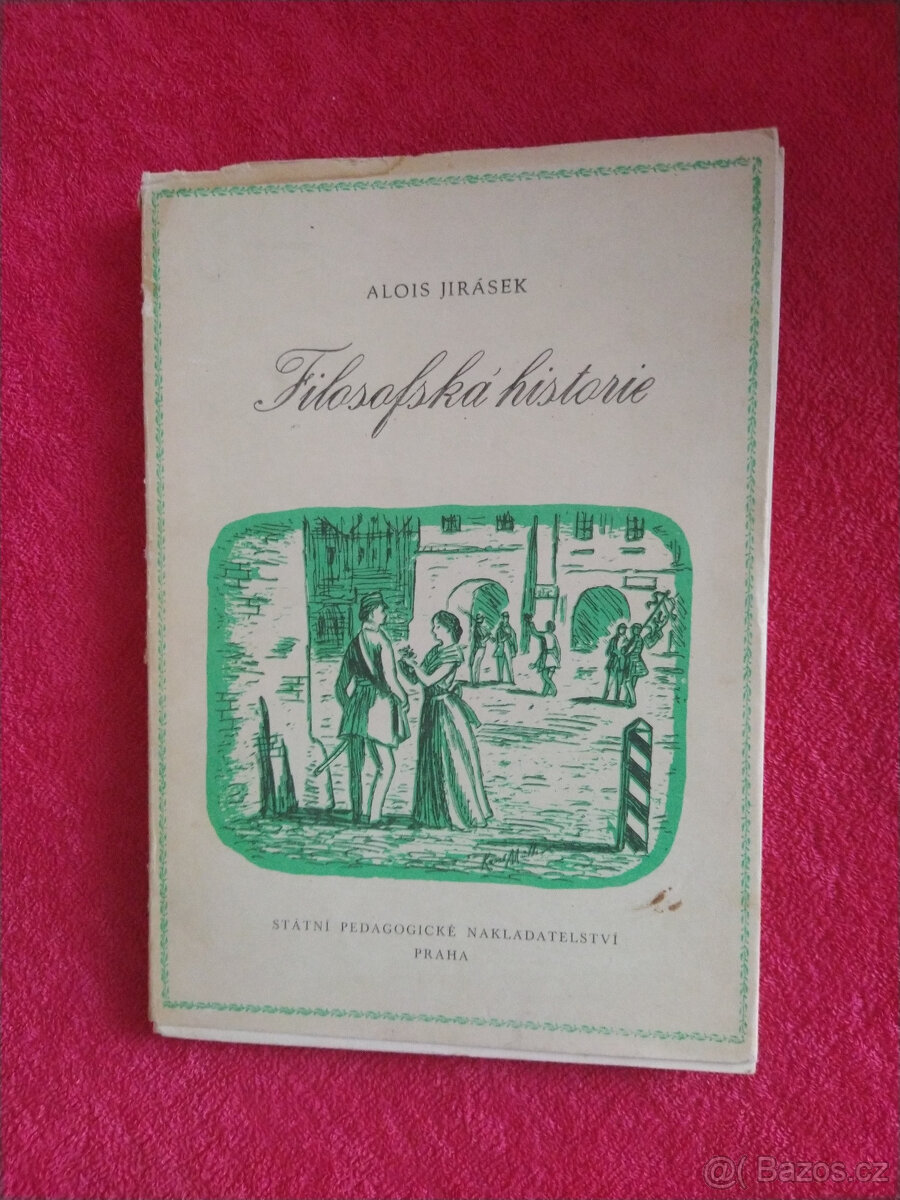 ALOIS JIRÁSEK
Filosofská historie
STÁTNÍ PEDAGOGICKÉ NAKLADATELSTVÍ
PRAHA
@( Bazos.cz